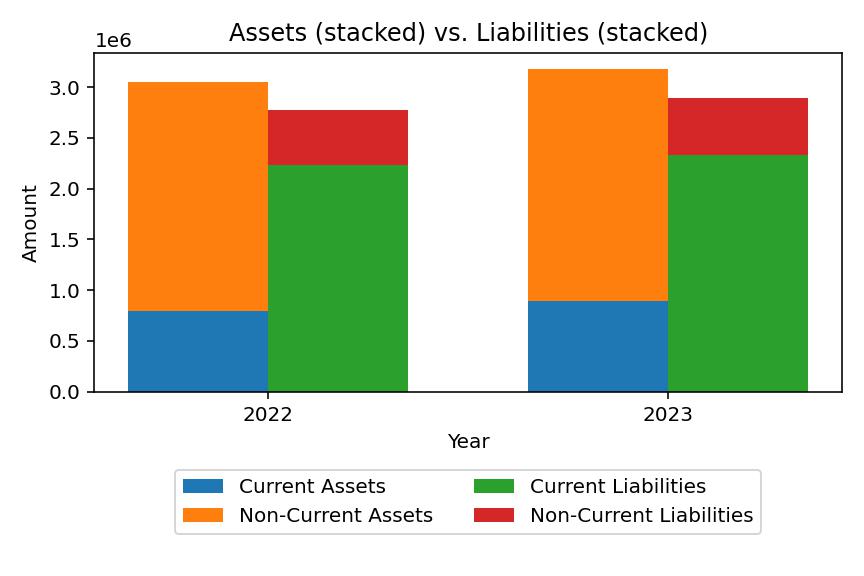 Assets (stacked) vs. Liabilities (stacked)
1e6
3.0
2.5
2.0
1.5
1.0
0.5
0.0
Amount
2022 2023
Year
Current Assets Current Liabilities
Non-Current Assets Non-Current Liabilities